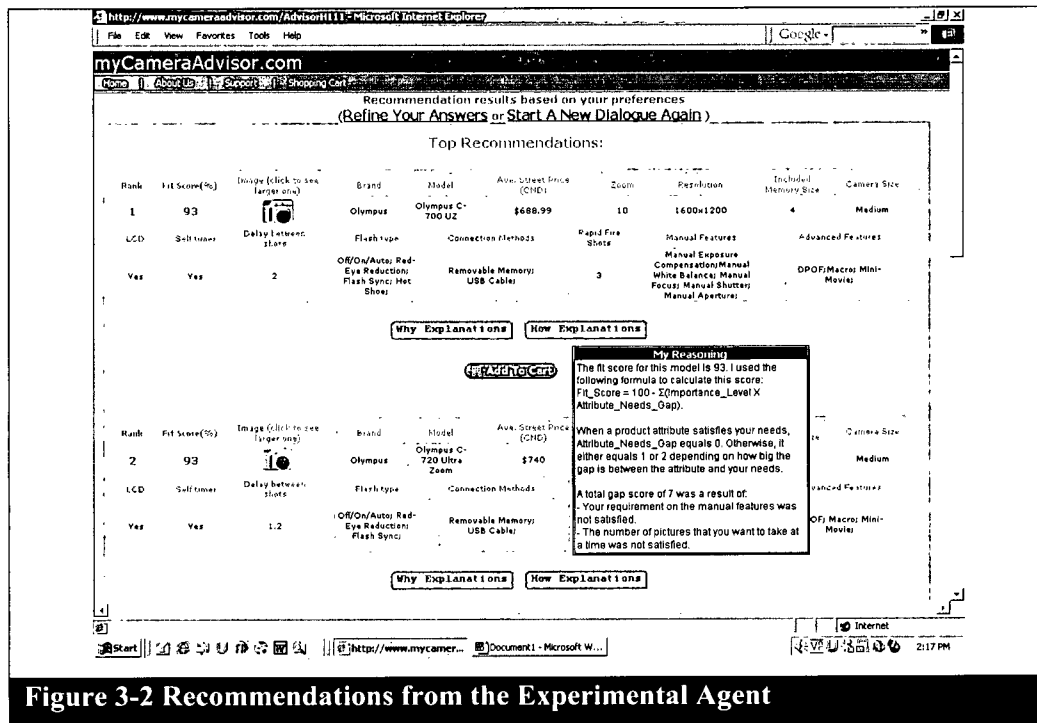 http://www.mycameraadvisor.com/AdvisorH111 - Microsoft Internet Explorer
File Edit View Favorites Tools Help
Google
myCameraAdvisor.com
Home About Us Support Shopping Cart
Recommendation results based on your preferences
(Refine Your Answers or Start A New Dialogue Again )
Top Recommendations:
Rank Fit Score(%) Image (click to see larger one) Brand Model Ave. Street Price (CND) Zoom Resolution Included Memory Size Camera Size
1 93 Olympus Olympus C-700 UZ $688.99 10 1600x1200 4 Medium
LCD Self timer Delay between shots Flash type Connection Methods Rapid Fire Shots Manual Features Advanced Features
Yes Yes 2 Off/On/Auto; Red-Eye Reduction; Flash Sync; Hot Shoe; Removable Memory; USB Cable; 3 Manual Exposure Compensation;Manual White Balance; Manual Focus; Manual Shutter; Manual Aperture; DPOF;Macro; Mini-Movie;
Why Explanations How Explanations
Add To Cart
My Reasoning
The fit score for this model is 93. I used the
following formula to calculate this score:
Fit_Score = 100 - Σ(Importance_Level X
Attribute_Needs_Gap).
When a product attribute satisfies your needs,
Attribute_Needs_Gap equals 0. Otherwise, it
either equals 1 or 2 depending on how big the
gap is between the attribute and your needs.
A total gap score of 7 was a result of:
- Your requirement on the manual features was
not satisfied.
- The number of pictures that you want to take at
a time was not satisfied.
Rank Fit Score(%) Image (click to see larger one) Brand Model Ave. Street Price (CND) Camera Size
2 93 Olympus Olympus C-720 Ultra Zoom $740 Medium
LCD Self timer Delay between shots Flash type Connection Methods vanced Features
Yes Yes 1.2 Off/On/Auto; Red-Eye Reduction; Flash Sync; Removable Memory; USB Cable; OF; Macro; Mini-Movie;
Why Explanations How Explanations
Internet
Start http://www.mycamer... Document1 - Microsoft W... 2:17 PM
Figure 3-2 Recommendations from the Experimental Agent